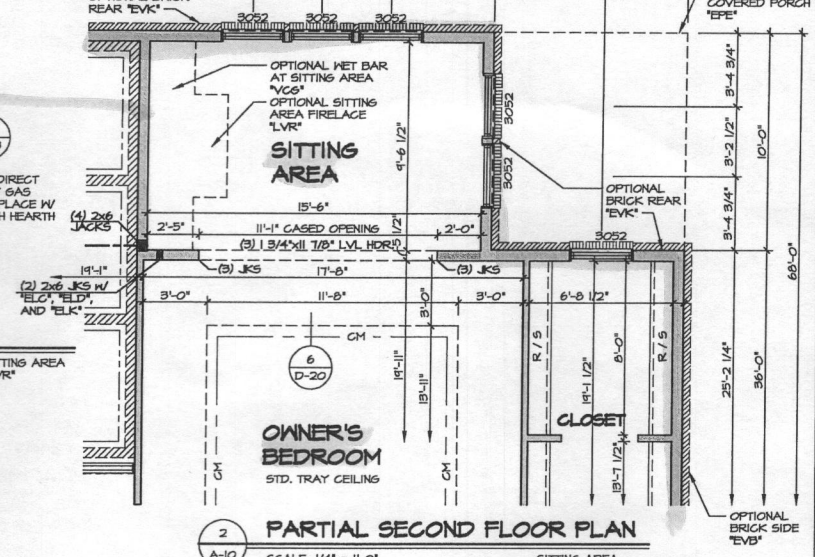 REAR "EVK"
3052
3052
3052
COVERED PORCH
"EPE"
OPTIONAL WET BAR
AT SITTING AREA
"VCG"
OPTIONAL SITTING
AREA FIRELACE
"LVR"
SITTING
AREA
9'-6 1/2"
3052
3052
3'-4 3/4"
3'-2 1/2"
3'-4 3/4"
10'-0"
68'-0"
DIRECT
GAS
PLACE W/
HEARTH
(4) 2x6
JACKS
OPTIONAL
BRICK REAR
"EVK"
15'-6"
2'-5"
11'-1" CASED OPENING
2'-0"
(3) 1 3/4"x11 7/8" LVL HDR
5 1/2"
3052
19'-1"
(3) JKS
17'-8"
(3) JKS
(2) 2x6 JKS w/
"ELC", "ELD",
AND "ELK"
3'-0"
11'-8"
3'-0"
6'-8 1/2"
3'-0"
CM
6
D-20
19'-11"
13'-11"
R / S
19'-1 1/2"
8'-0"
R / S
25'-2 1/4"
36'-0"
CLOSET
13'-7 1/2"
OWNER'S
BEDROOM
STD. TRAY CEILING
CM
CM
OPTIONAL
BRICK SIDE
"EVB"
2
A-10
PARTIAL SECOND FLOOR PLAN
SITTING AREA